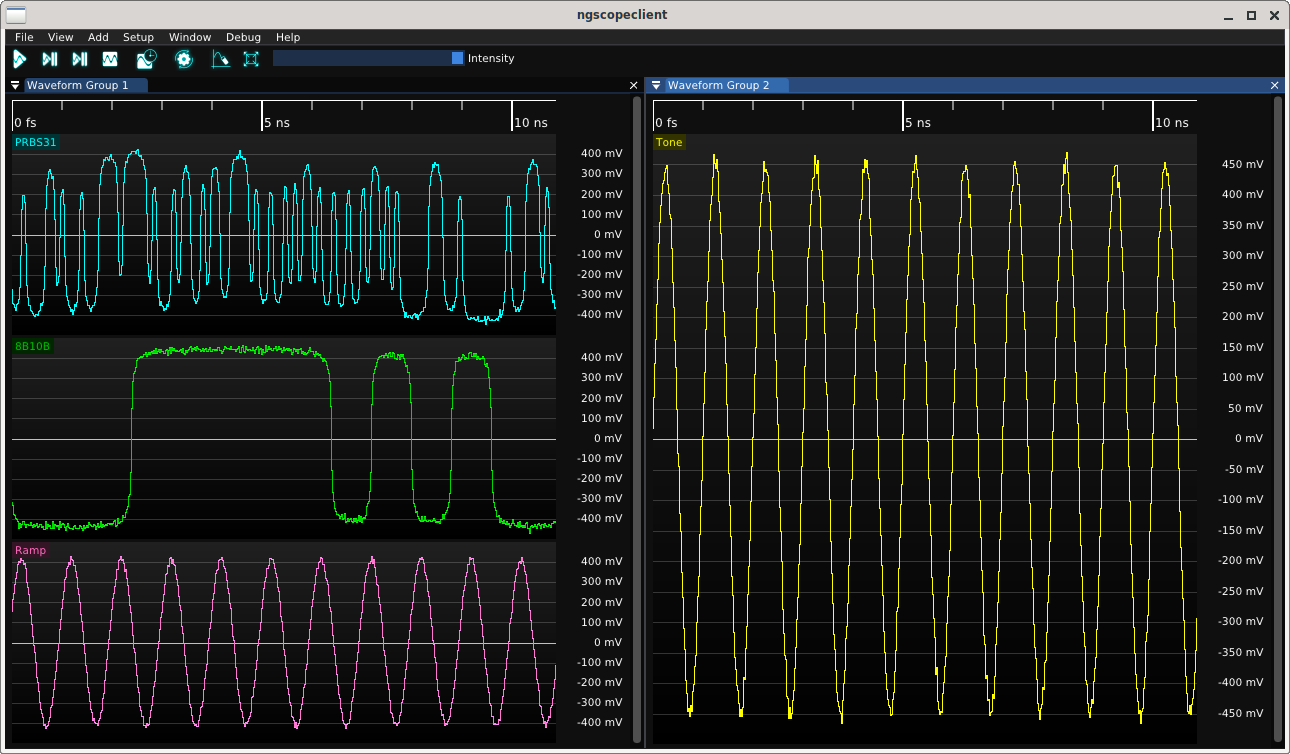 ngscopeclient
File View Add Setup Window Debug Help
Intensity
Waveform Group 1
0 fs 5 ns 10 ns
PRBS31
400 mV
300 mV
200 mV
100 mV
0 mV
-100 mV
-200 mV
-300 mV
-400 mV
8B10B
400 mV
300 mV
200 mV
100 mV
0 mV
-100 mV
-200 mV
-300 mV
-400 mV
Ramp
400 mV
300 mV
200 mV
100 mV
0 mV
-100 mV
-200 mV
-300 mV
-400 mV
Waveform Group 2
0 fs 5 ns 10 ns
Tone
450 mV
400 mV
350 mV
300 mV
250 mV
200 mV
150 mV
100 mV
50 mV
0 mV
-50 mV
-100 mV
-150 mV
-200 mV
-250 mV
-300 mV
-350 mV
-400 mV
-450 mV